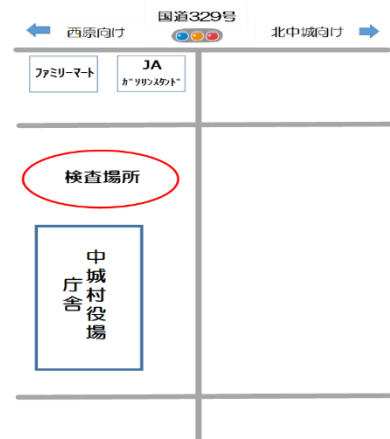 国道329号
西原向け
北中城向け
ファミリーマート
JA
ガソリンスタンド
検査場所
中城村役場
庁舎